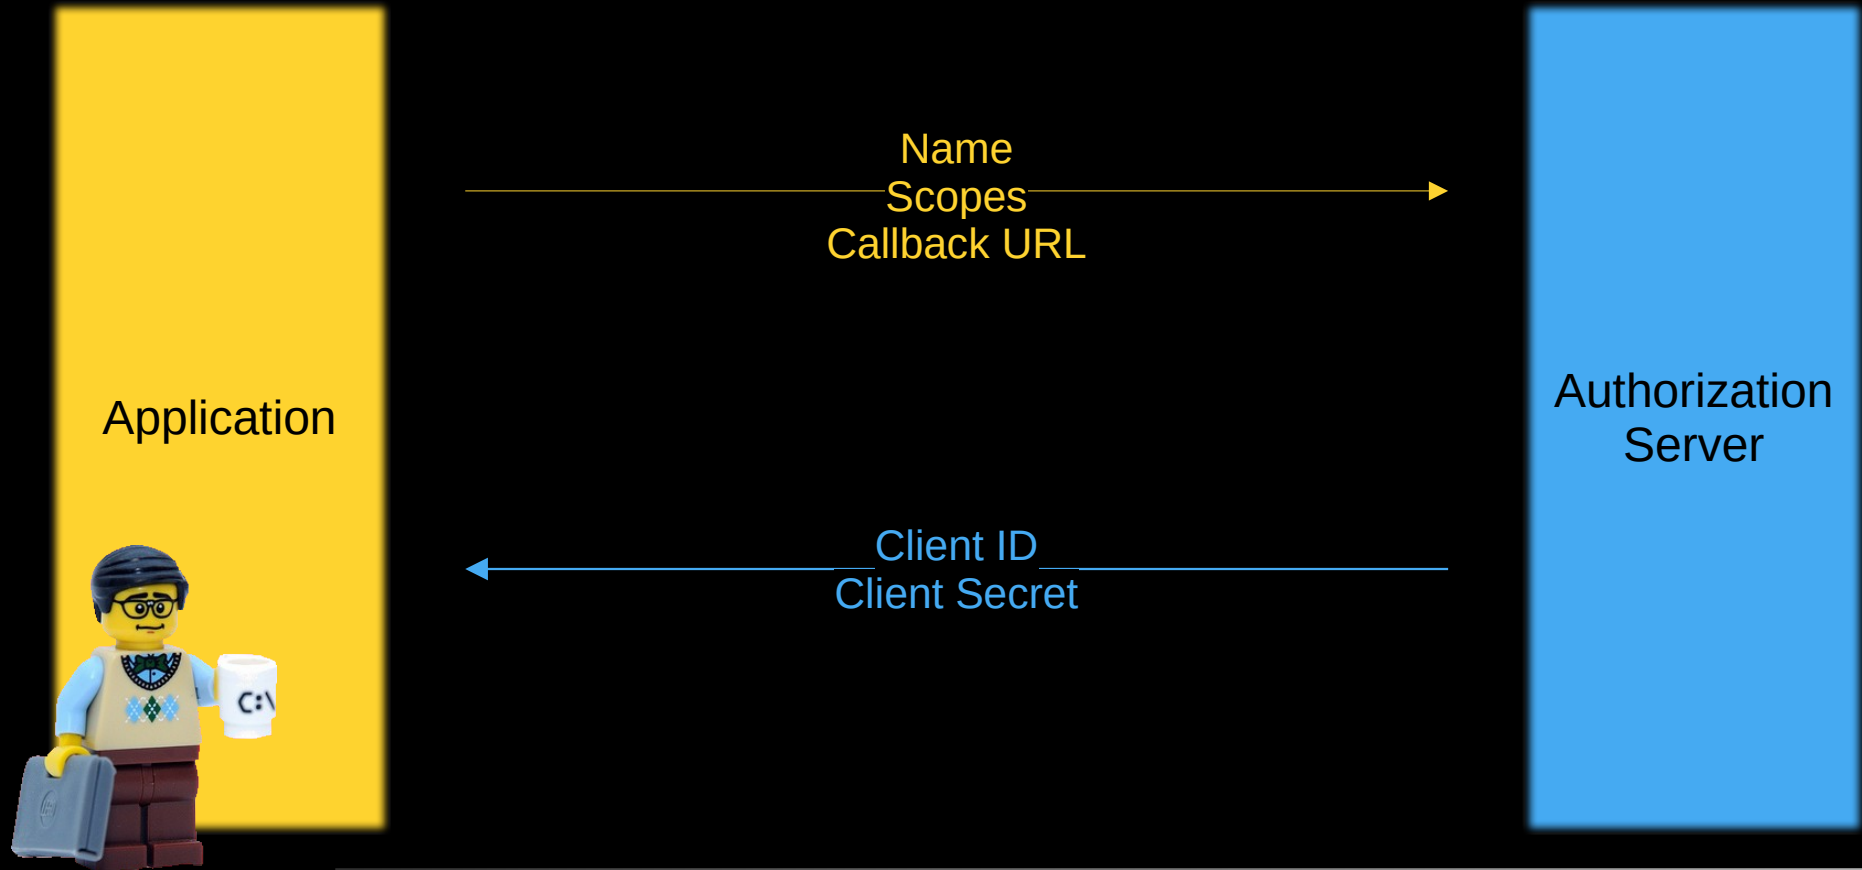 Name
Scopes
Callback URL
Application
Authorization
Server
Client ID
Client Secret
C:\